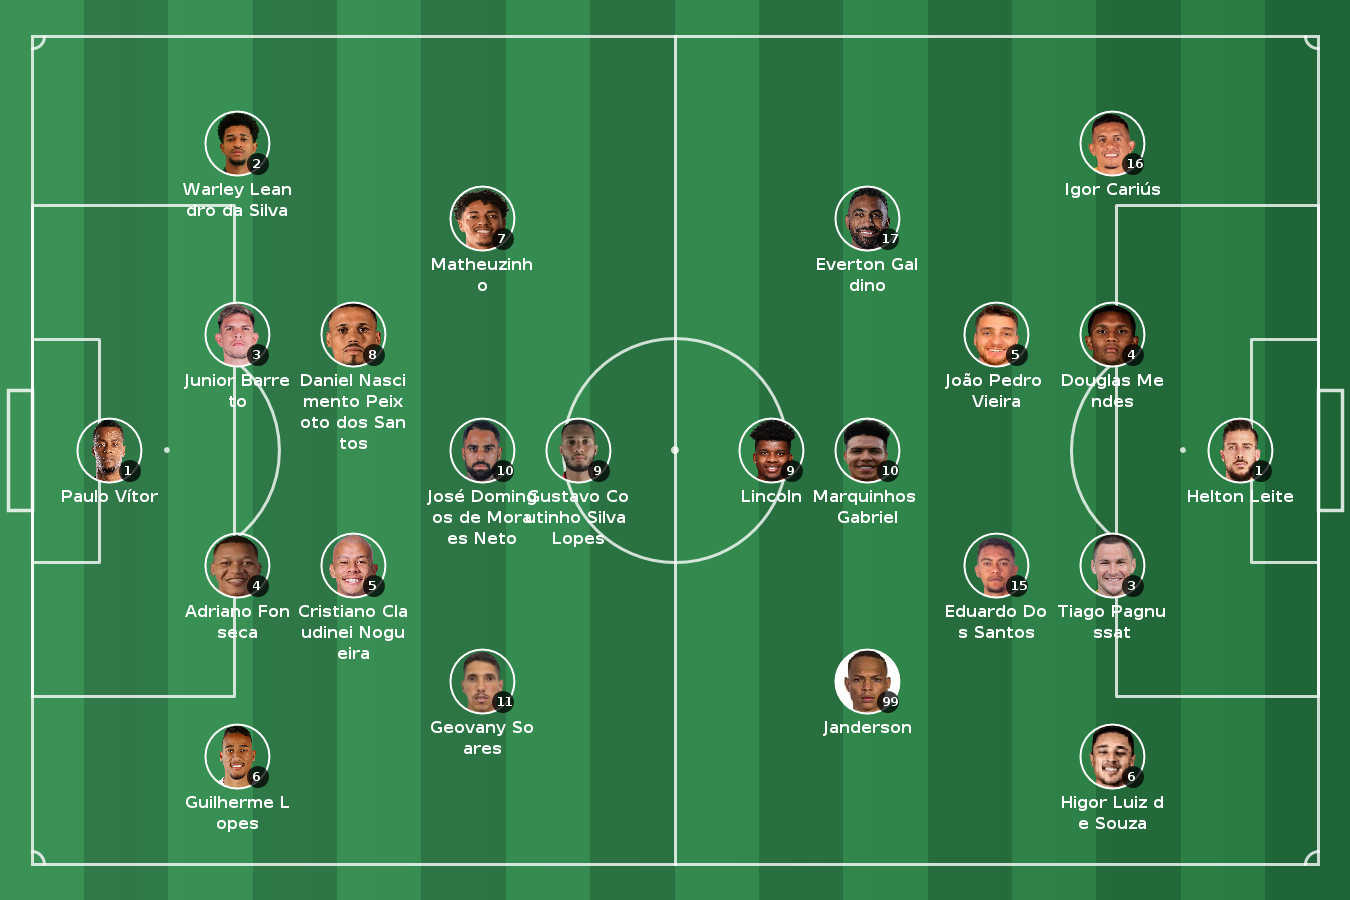 2
Warley Lean
dro da Silva
16
Igor Cariús
7
Matheuzinh
o
17
Everton Gal
dino
3
Junior Barre
to
8
Daniel Nasci
mento Peix
oto dos San
tos
5
João Pedro
Vieira
4
Douglas Me
ndes
1
Paulo Vítor
10
José Doming
os de Mora
es Neto
9
Gustavo Co
utinho Silva
Lopes
9
Lincoln
10
Marquinhos
Gabriel
1
Helton Leite
4
Adriano Fon
seca
5
Cristiano Cla
udinei Nogu
eira
15
Eduardo Do
s Santos
3
Tiago Pagnu
ssat
11
Geovany So
ares
99
Janderson
6
Guilherme L
opes
6
Higor Luiz d
e Souza